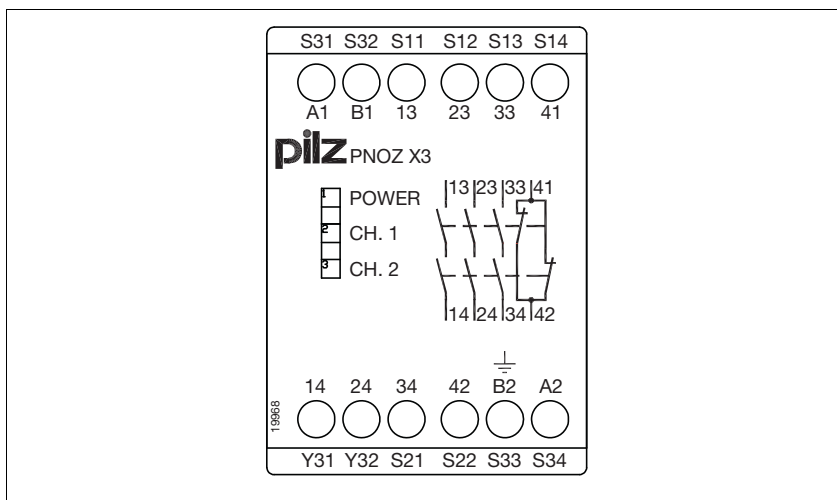 S31 S32 S11 S12 S13 S14
A1 B1 13 23 33 41
pilz PNOZ X3
1 POWER
2 CH. 1
3 CH. 2
13 23 33 41
14 24 34 42
14 24 34 42 B2 A2
19968
Y31 Y32 S21 S22 S33 S34